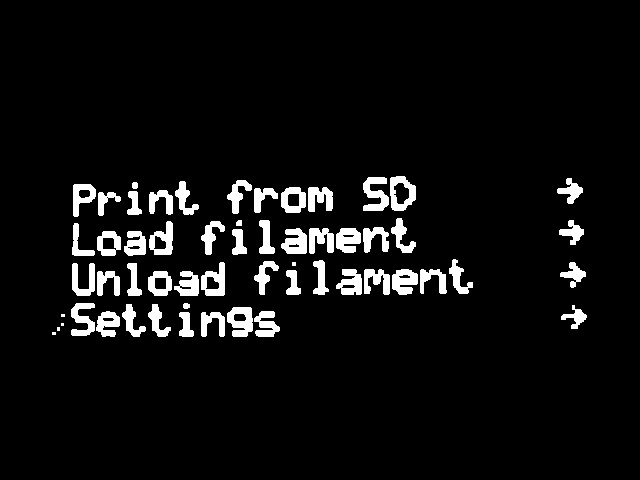 Print from SD →
Load filament →
Unload filament →
Settings →